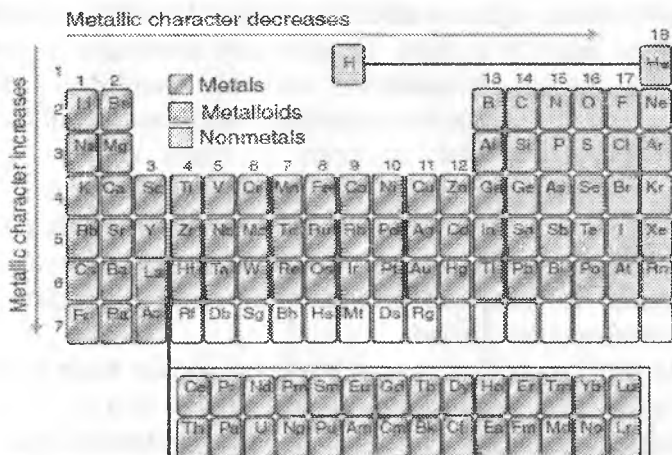 Metallic character decreases
Metallic character increases
18
1 H He
1 2 13 14 15 16 17
Metals
Metalloids
Nonmetals
2 Li Be B C N O F Ne
3 Na Mg Al Si P S Cl Ar
3 4 5 6 7 8 9 10 11 12
4 K Ca Sc Ti V Cr Mn Fe Co Ni Cu Zn Ge As Se Br Kr
5 Rb Sr Y Zr Nb Mo Tc Ru Rh Pd Ag Cd In Sn Sb Te I Xe
6 Cs Ba La Hf Ta W Re Os Ir Pt Au Hg Tl Pb Bi Po At Rn
7 Fr Ra Ac Rf Db Sg Bh Hs Mt Ds Rg
Ce Pr Nd Pm Sm Eu Gd Tb Dy Ho Er Tm Yb Lu
Th Pa U Np Pu Am Cm Bk Cf Es Fm Md No Lr